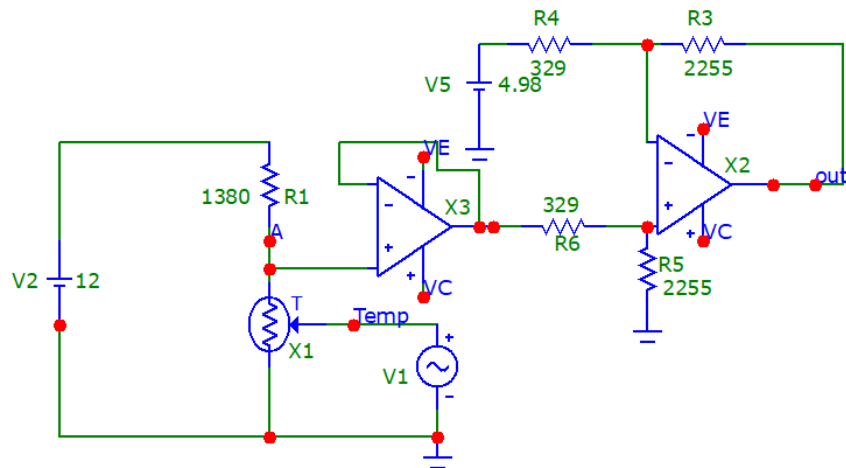 R4
R3
329
2255
V5
4.98
VE
VE
X2
-
-
-
out
1380
R1
329
X3
-
+
+
A
R6
VC
+
R5
+
VC
2255
V2
12
T
Temp
X1
+
V1
-